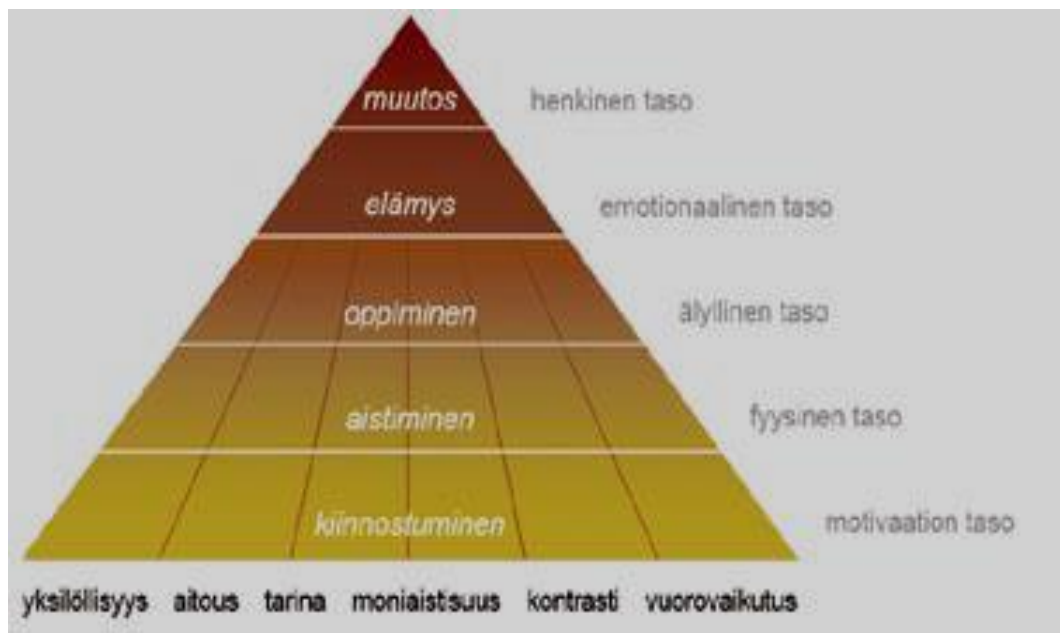 muutos henkinen taso
elämys emotionaalinen taso
oppiminen älyllinen taso
aistiminen fyysinen taso
kiinnostuminen motivaation taso
yksilöllisyys aitous tarina moniaistisuus kontrasti vuorovaikutus